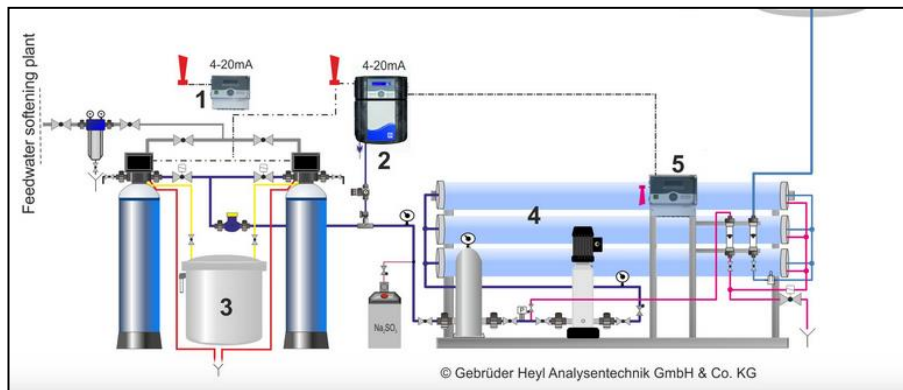 4-20mA
4-20mA
1
2
5
Feedwater softening plant
4
3
Na₂SO₃
P
© Gebrüder Heyl Analysentechnik GmbH & Co. KG